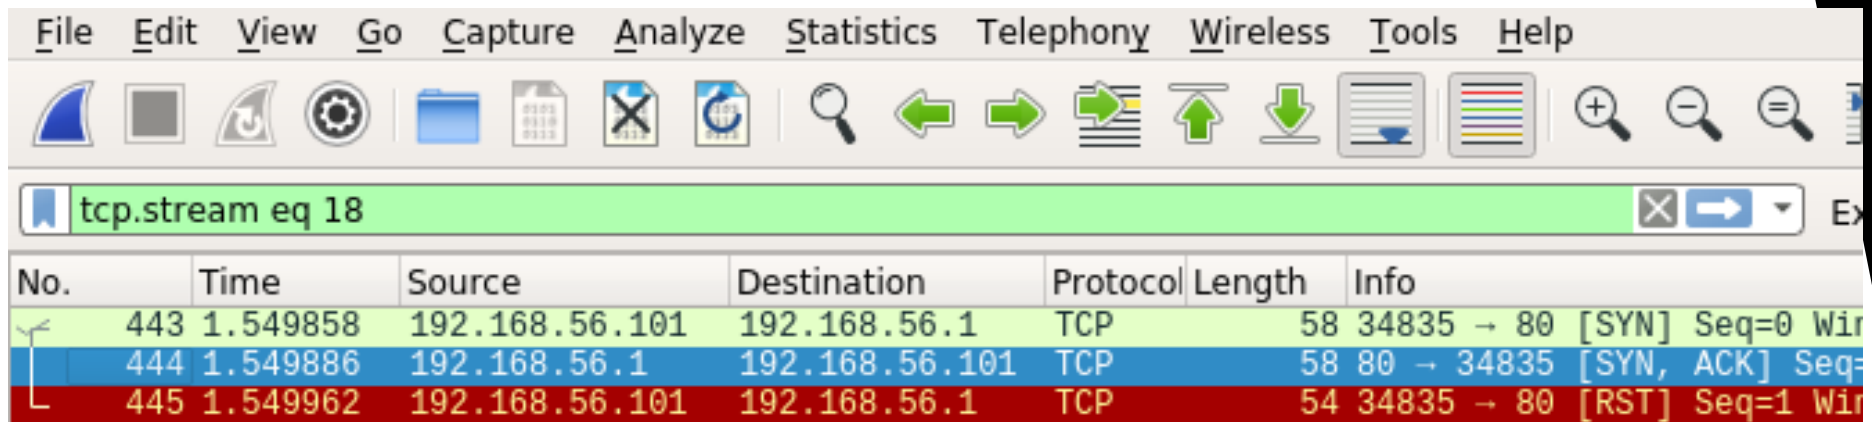 File Edit View Go Capture Analyze Statistics Telephony Wireless Tools Help
tcp.stream eq 18
No. Time Source Destination Protocol Length Info
443 1.549858 192.168.56.101 192.168.56.1 TCP 58 34835 → 80 [SYN] Seq=0
444 1.549886 192.168.56.1 192.168.56.101 TCP 58 80 → 34835 [SYN, ACK] Seq=
445 1.549962 192.168.56.101 192.168.56.1 TCP 54 34835 → 80 [RST] Seq=1